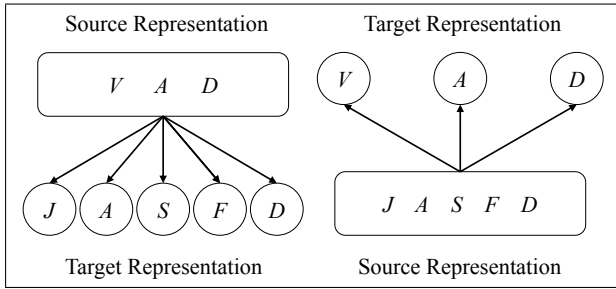 Source Representation
V A D
J A S F D
Target Representation
Target Representation
V A D
J A S F D
Source Representation